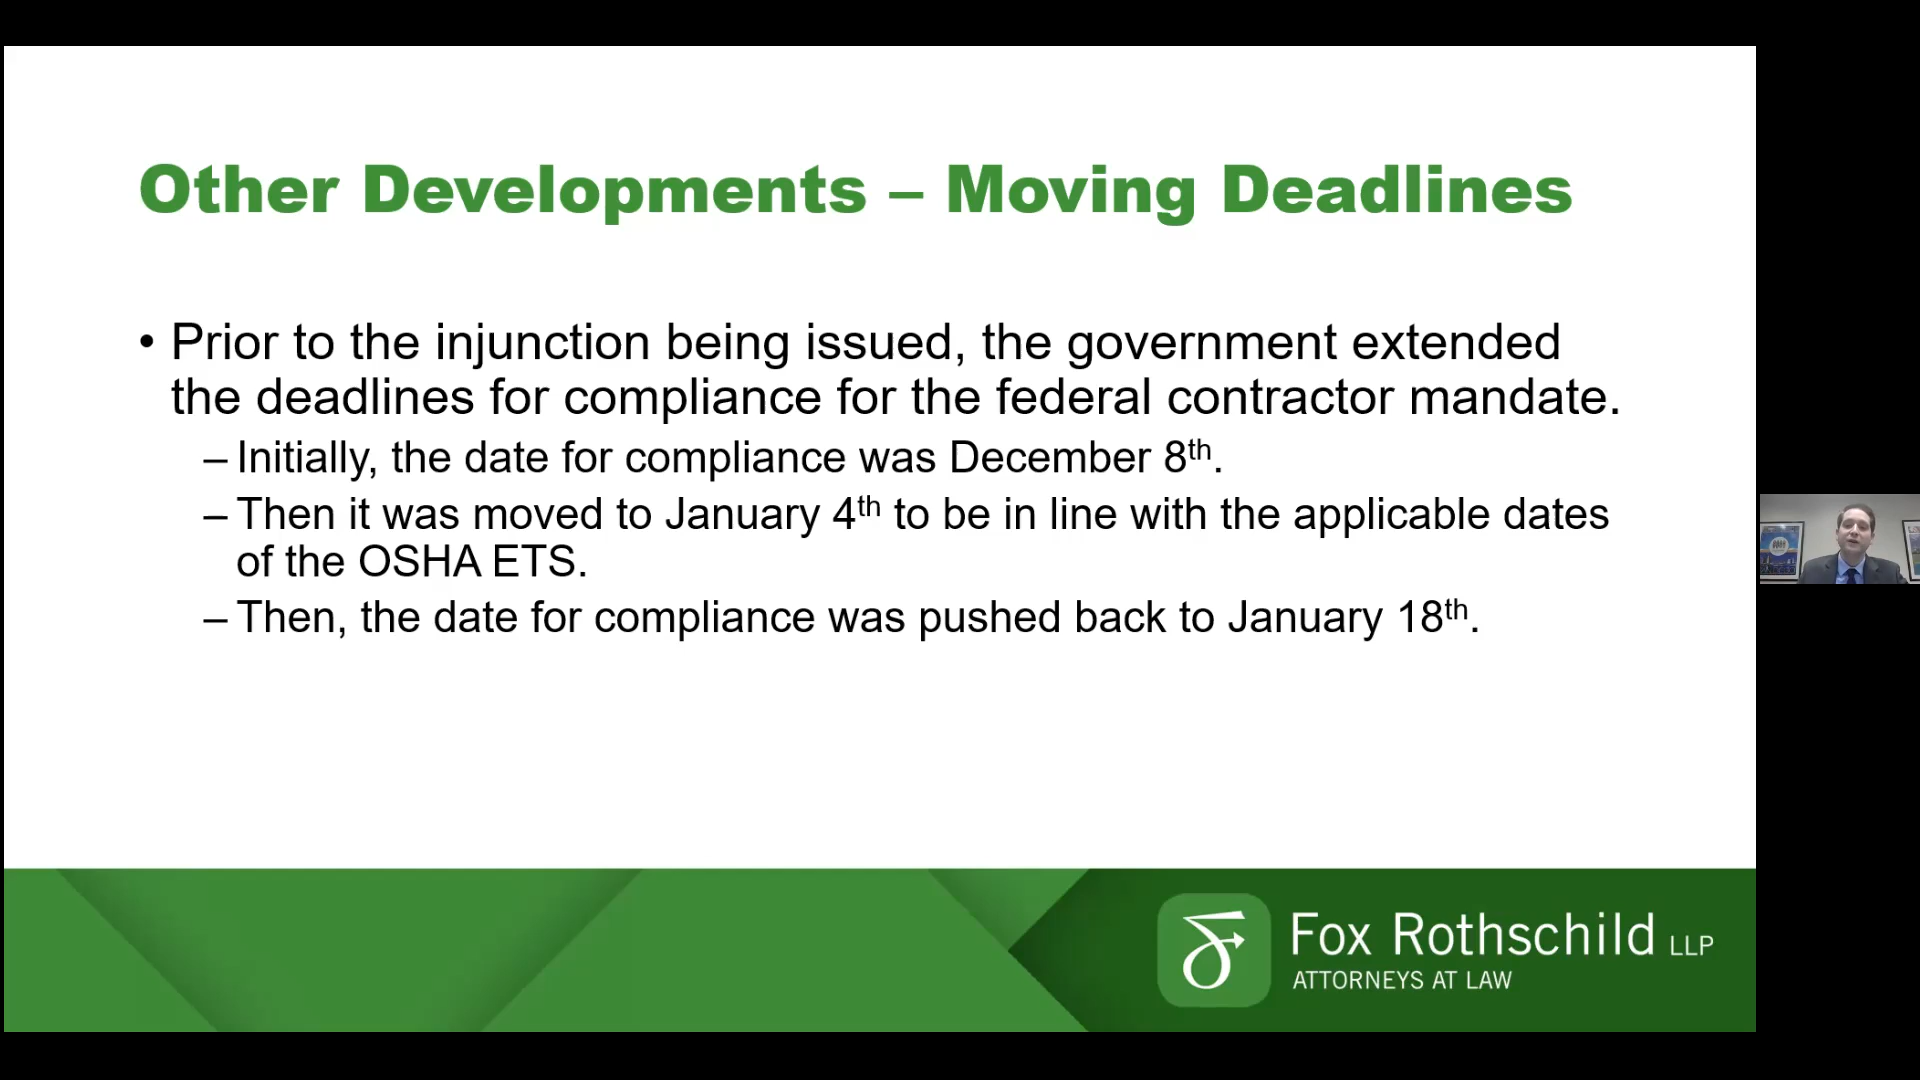 Other Developments – Moving Deadlines
• Prior to the injunction being issued, the government extended
the deadlines for compliance for the federal contractor mandate.
– Initially, the date for compliance was December 8th.
– Then it was moved to January 4th to be in line with the applicable dates
of the OSHA ETS.
– Then, the date for compliance was pushed back to January 18th.
Fox Rothschild LLP
ATTORNEYS AT LAW